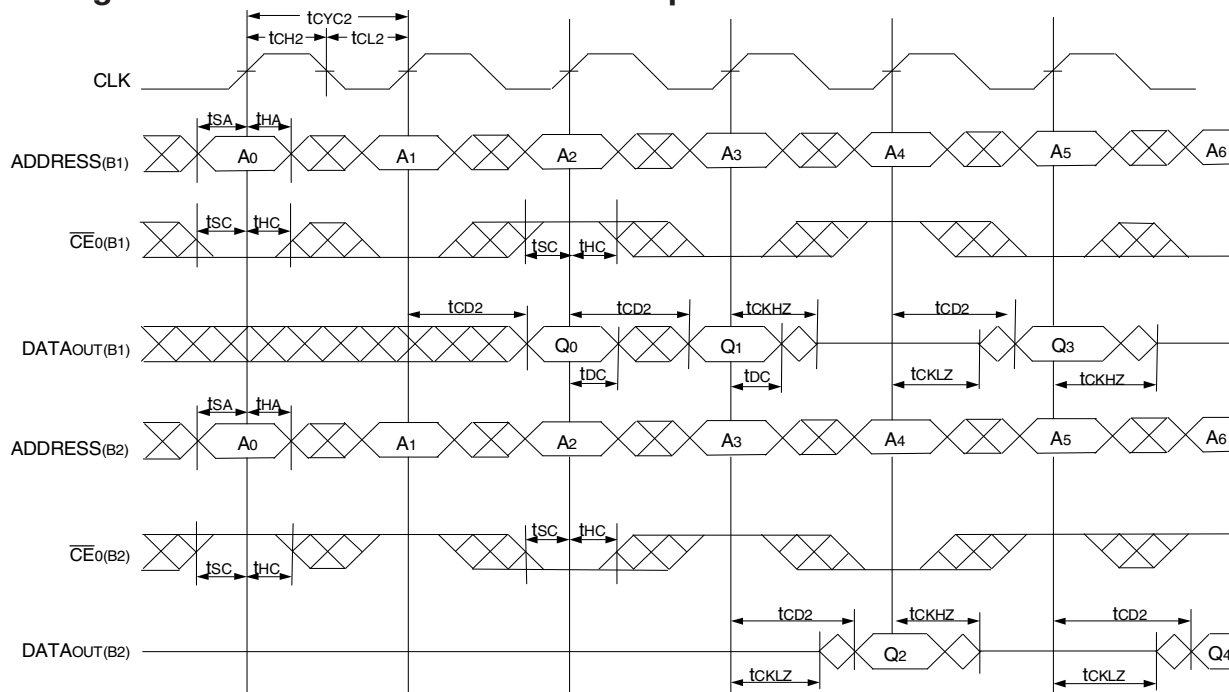 tCYC2
tCH2 tCL2
CLK
tSA tHA
ADDRESS(B1) A0 A1 A2 A3 A4 A5 A6
tSC tHC
CE0(B1) tSC tHC
tCD2 tCD2 tCKHZ tCD2
DATAOUT(B1) Q0 Q1 Q3
tDC tDC tCKLZ tCKHZ
tSA tHA
ADDRESS(B2) A0 A1 A2 A3 A4 A5 A6
tSC tHC
CE0(B2)
tSC tHC
tCD2 tCKHZ tCD2
DATAOUT(B2) Q2 Q4
tCKLZ tCKLZ